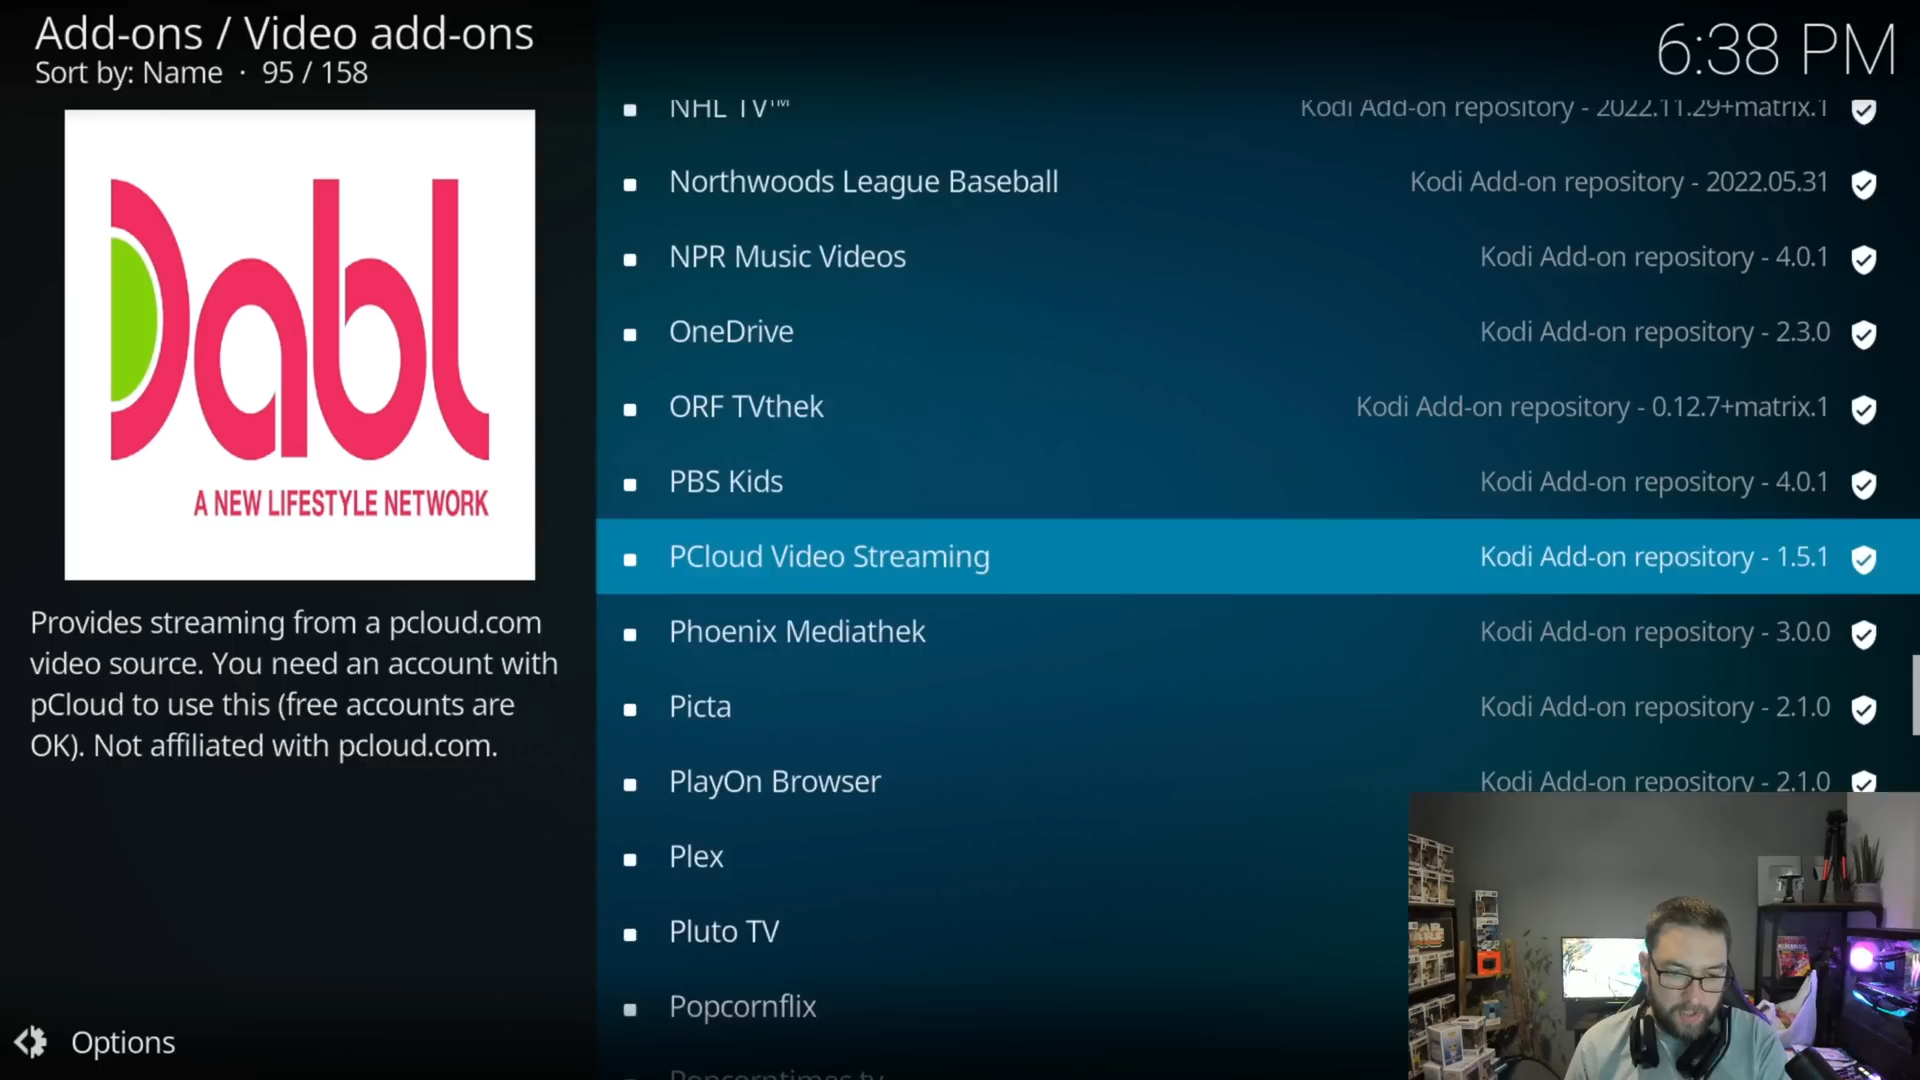 Add-ons / Video add-ons
Sort by: Name · 95 / 158
6:38 PM
Dabl
A NEW LIFESTYLE NETWORK
Provides streaming from a pcloud.com
video source. You need an account with
pCloud to use this (free accounts are
OK). Not affiliated with pcloud.com.
Options
NHL TV™ Kodi Add-on repository - 2022.11.29+matrix.1
Northwoods League Baseball Kodi Add-on repository - 2022.05.31
NPR Music Videos Kodi Add-on repository - 4.0.1
OneDrive Kodi Add-on repository - 2.3.0
ORF TVthek Kodi Add-on repository - 0.12.7+matrix.1
PBS Kids Kodi Add-on repository - 4.0.1
PCloud Video Streaming Kodi Add-on repository - 1.5.1
Phoenix Mediathek Kodi Add-on repository - 3.0.0
Picta Kodi Add-on repository - 2.1.0
PlayOn Browser Kodi Add-on repository - 2.1.0
Plex
Pluto TV
Popcornflix
Popcorntimes.tv